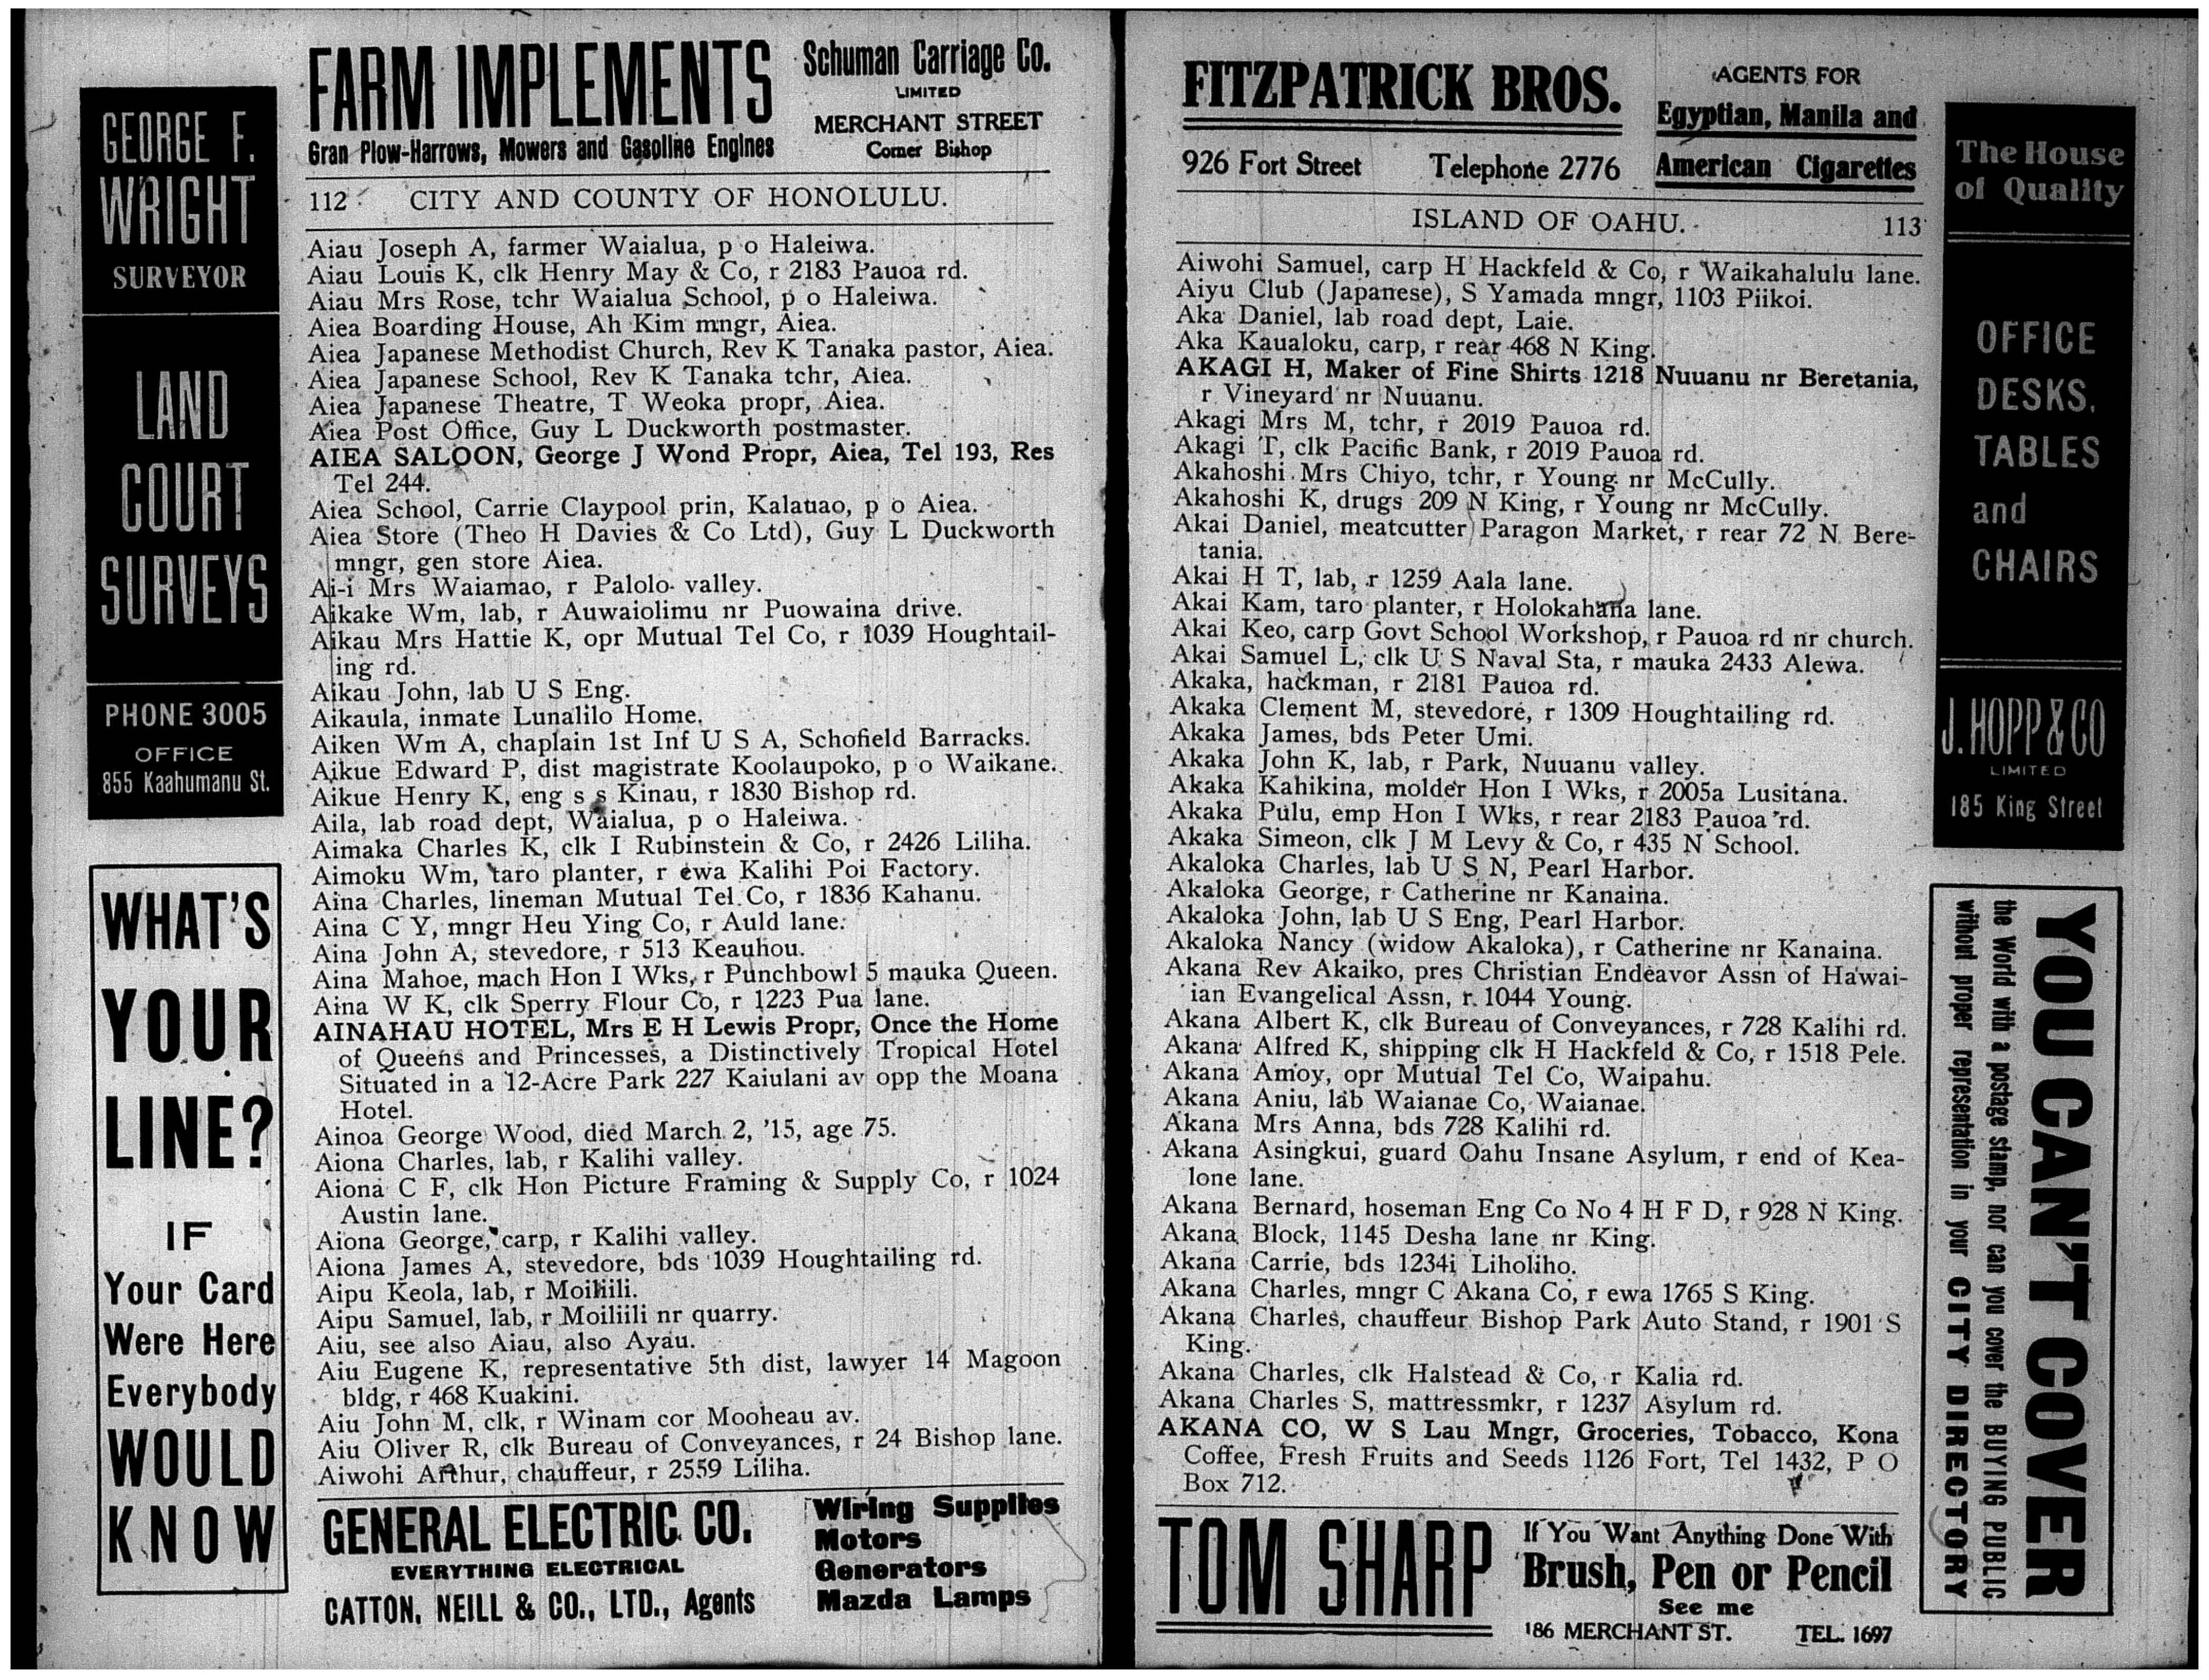 GEORGE F.
WRIGHT
SURVEYOR
LAND
COURT
SURVEYS
PHONE 3005
OFFICE
855 Kaahumanu St.
WHAT'S
YOUR
LINE?
IF
Your Card
Were Here
Everybody
WOULD
KNOW
FARM IMPLEMENTS
Gran Plow-Harrows, Mowers and Gasoline Engines
Schuman Carriage Co.
LIMITED
MERCHANT STREET
Corner Bishop
112 CITY AND COUNTY OF HONOLULU.
Aiau Joseph A, farmer Waialua, p o Haleiwa.
Aiau Louis K, clk Henry May & Co, r 2183 Pauoa rd.
Aiau Mrs Rose, tchr Waialua School, p o Haleiwa.
Aiea Boarding House, Ah Kim mngr, Aiea.
Aiea Japanese Methodist Church, Rev K Tanaka pastor, Aiea.
Aiea Japanese School, Rev K Tanaka tchr, Aiea.
Aiea Japanese Theatre, T Weoka propr, Aiea.
Aiea Post Office, Guy L Duckworth postmaster.
AIEA SALOON, George J Wond Propr, Aiea, Tel 193, Res
Tel 244.
Aiea School, Carrie Claypool prin, Kalauao, p o Aiea.
Aiea Store (Theo H Davies & Co Ltd), Guy L Duckworth
mngr, gen store Aiea.
Ai-i Mrs Waiamao, r Palolo valley.
Aikake Wm, lab, r Auwaiolimu nr Puowaina drive.
Aikau Mrs Hattie K, opr Mutual Tel Co, r 1039 Houghtail-
ing rd.
Aikau John, lab U S Eng.
Aikaula, inmate Lunalilo Home.
Aiken Wm A, chaplain 1st Inf U S A, Schofield Barracks.
Aikue Edward P, dist magistrate Koolaupoko, p o Waikane.
Aikue Henry K, eng s s Kinau, r 1830 Bishop rd.
Aila, lab road dept, Waialua, p o Haleiwa.
Aimaka Charles K, clk I Rubinstein & Co, r 2426 Liliha.
Aimoku Wm, taro planter, r ewa Kalihi Poi Factory.
Aina Charles, lineman Mutual Tel Co, r 1836 Kahanu.
Aina C Y, mngr Heu Ying Co, r Auld lane.
Aina John A, stevedore, r 513 Keauhou.
Aina Mahoe, mach Hon I Wks, r Punchbowl 5 mauka Queen.
Aina W K, clk Sperry Flour Co, r 1223 Pua lane.
AINAHAU HOTEL, Mrs E H Lewis Propr, Once the Home
of Queens and Princesses, a Distinctively Tropical Hotel
Situated in a 12-Acre Park 227 Kaiulani av opp the Moana
Hotel.
Ainoa George Wood, died March 2, '15, age 75.
Aiona Charles, lab, r Kalihi valley.
Aiona C F, clk Hon Picture Framing & Supply Co, r 1024
Austin lane.
Aiona George, carp, r Kalihi valley.
Aiona James A, stevedore, bds 1039 Houghtailing rd.
Aipu Keola, lab, r Moiliili.
Aipu Samuel, lab, r Moiliili nr quarry.
Aiu, see also Aiau, also Ayau.
Aiu Eugene K, representative 5th dist, lawyer 14 Magoon
bldg, r 468 Kuakini.
Aiu John M, clk, r Winam cor Mooheau av.
Aiu Oliver R, clk Bureau of Conveyances, r 24 Bishop lane.
Aiwohi Arthur, chauffeur, r 2559 Liliha.
GENERAL ELECTRIC CO.
EVERYTHING ELECTRICAL
CATTON, NEILL & CO., LTD., Agents
Wiring Supplies
Motors
Generators
Mazda Lamps
FITZPATRICK BROS.
926 Fort Street Telephone 2776
AGENTS FOR
Egyptian, Manila and
American Cigarettes
ISLAND OF OAHU. 113
Aiwohi Samuel, carp H Hackfeld & Co, r Waikahalulu lane.
Aiyu Club (Japanese), S Yamada mngr, 1103 Piikoi.
Aka Daniel, lab road dept, Laie.
Aka Kaualoku, carp, r rear 468 N King.
AKAGI H, Maker of Fine Shirts 1218 Nuuanu nr Beretania,
r Vineyard nr Nuuanu.
Akagi Mrs M, tchr, r 2019 Pauoa rd.
Akagi T, clk Pacific Bank, r 2019 Pauoa rd.
Akahoshi Mrs Chiyo, tchr, r Young nr McCully.
Akahoshi K, drugs 209 N King, r Young nr McCully.
Akai Daniel, meatcutter Paragon Market, r rear 72 N Bere-
tania.
Akai H T, lab, r 1259 Aala lane.
Akai Kam, taro planter, r Holokahana lane.
Akai Keo, carp Govt School Workshop, r Pauoa rd nr church.
Akai Samuel L, clk U S Naval Sta, r mauka 2433 Alewa.
Akaka, hackman, r 2181 Pauoa rd.
Akaka Clement M, stevedore, r 1309 Houghtailing rd.
Akaka James, bds Peter Umi.
Akaka John K, lab, r Park, Nuuanu valley.
Akaka Kahikina, molder Hon I Wks, r 2005a Lusitana.
Akaka Pulu, emp Hon I Wks, r rear 2183 Pauoa rd.
Akaka Simeon, clk J M Levy & Co, r 435 N School.
Akaloka Charles, lab U S N, Pearl Harbor.
Akaloka George, r Catherine nr Kanaina.
Akaloka John, lab U S Eng, Pearl Harbor.
Akaloka Nancy (widow Akaloka), r Catherine nr Kanaina.
Akana Rev Akaiko, pres Christian Endeavor Assn of Hawai-
ian Evangelical Assn, r 1044 Young.
Akana Albert K, clk Bureau of Conveyances, r 728 Kalihi rd.
Akana Alfred K, shipping clk H Hackfeld & Co, r 1518 Pele.
Akana Amoy, opr Mutual Tel Co, Waipahu.
Akana Aniu, lab Waianae Co, Waianae.
Akana Mrs Anna, bds 728 Kalihi rd.
Akana Asingkui, guard Oahu Insane Asylum, r end of Kea-
lone lane.
Akana Bernard, hoseman Eng Co No 4 H F D, r 928 N King.
Akana Block, 1145 Desha lane nr King.
Akana Carrie, bds 1234i Liholiho.
Akana Charles, mngr C Akana Co, r ewa 1765 S King.
Akana Charles, chauffeur Bishop Park Auto Stand, r 1901 S
King.
Akana Charles, clk Halstead & Co, r Kalia rd.
Akana Charles S, mattressmkr, r 1237 Asylum rd.
AKANA CO, W S Lau Mngr, Groceries, Tobacco, Kona
Coffee, Fresh Fruits and Seeds 1126 Fort, Tel 1432, P O
Box 712.
TOM SHARP
If You Want Anything Done With
Brush, Pen or Pencil
See me
186 MERCHANT ST. TEL. 1697
The House
of Quality
OFFICE
DESKS,
TABLES
and
CHAIRS
J. HOPP & CO
LIMITED
185 King Street
YOU CAN'T COVER
the World with a postage stamp, nor can you cover the BUYING PUBLIC
without proper representation in your CITY DIRECTORY